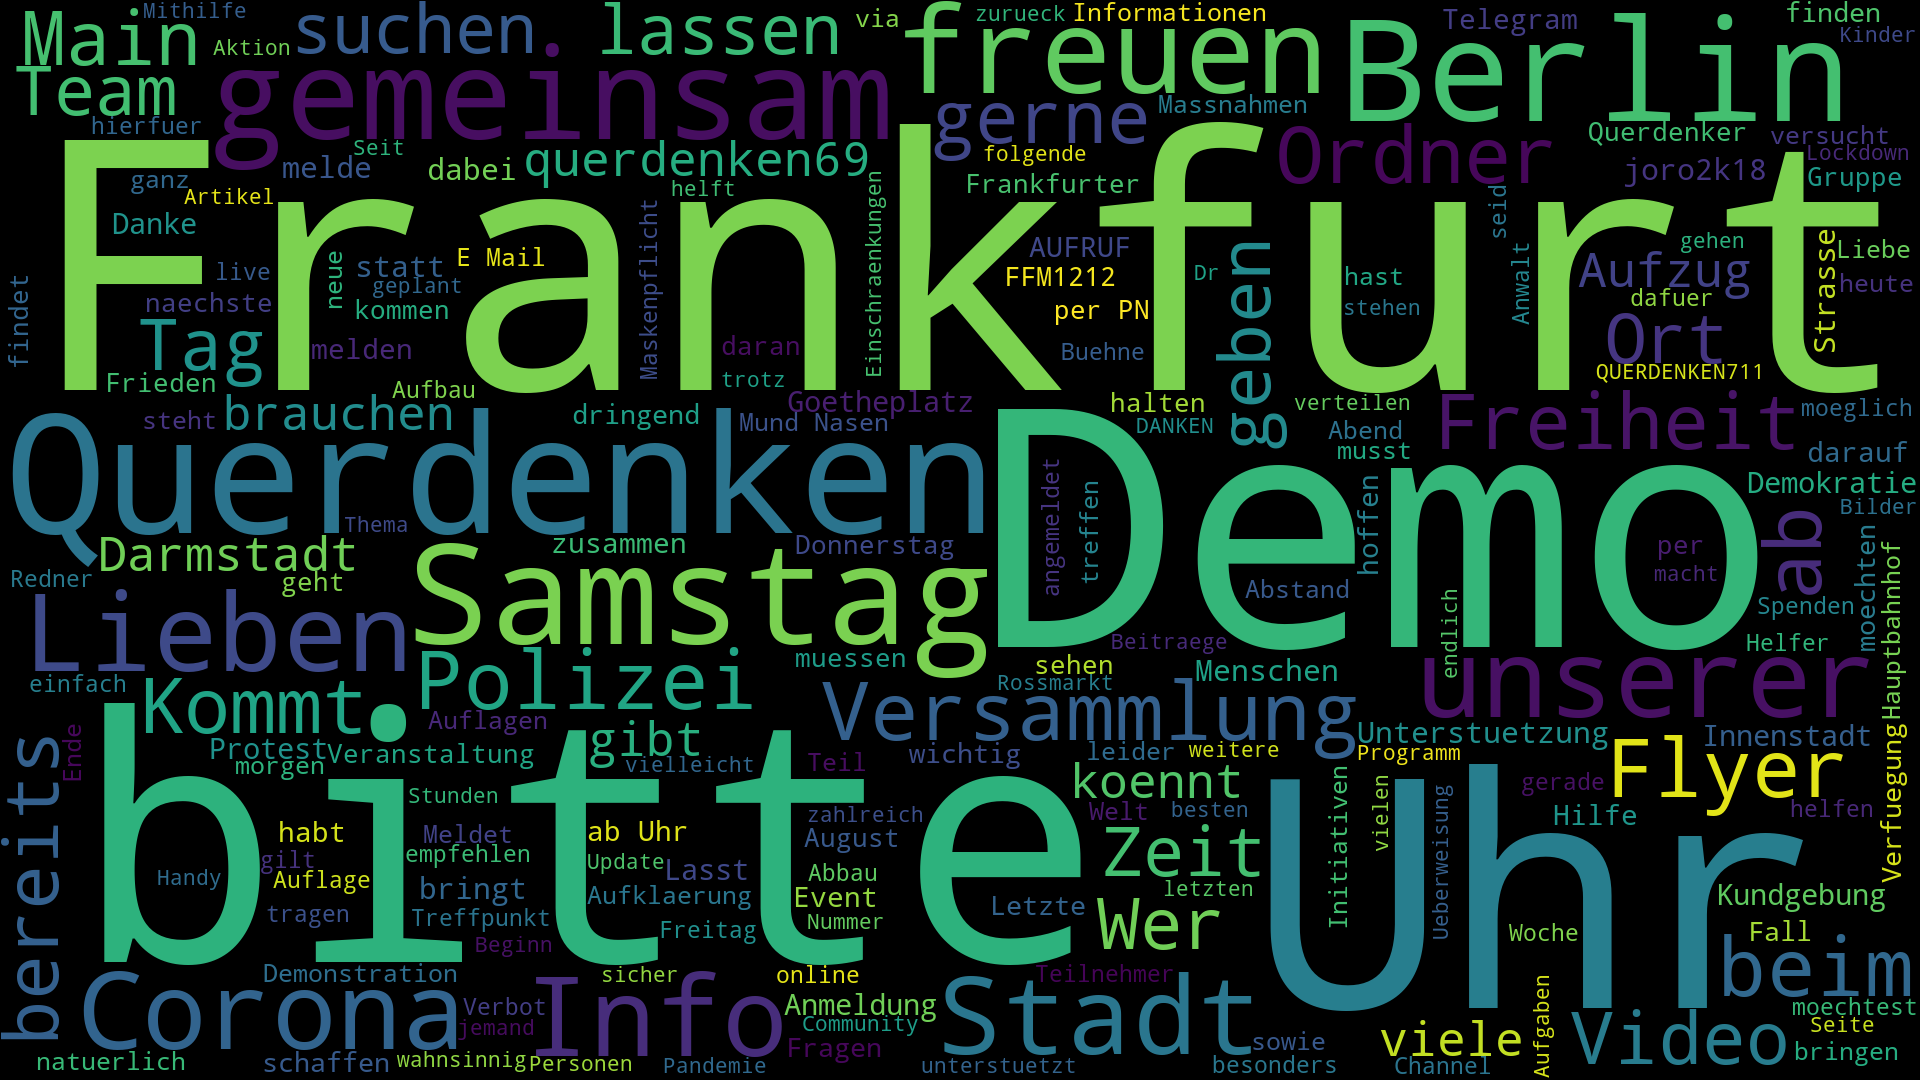 Main
Aktion
Mithilfe
suchen
lassen
via
zurueck
Informationen
freuen
Berlin
Telegram
finden
Kinder
Team
gemeinsam
gerne
Massnahmen
Ordner
Querdenker
versucht
hierfuer
Seit
melde
dabei
querdenken69
folgende
joro2k18
Lockdown
Gruppe
ganz
Artikel
helft
Frankfurter
Danke
Frankfurt
Maskenpflicht
Einschraenkungen
AUFRUF
seid
Anwalt
gehen
Strasse
Liebe
findet
live
neue
statt
E Mail
geplant
FFM1212
Dr
geben
hast
Aufzug
heute
naechste
kommen
per PN
stehen
dafuer
Tag
melden
daran
Buehne
Ort
Frieden
Aufbau
trotz
QUERDENKEN711
steht
brauchen
dringend
Goetheplatz
Mund Nasen
halten
DANKEN
verteilen
Abend
musst
Freiheit
moeglich
Querdenken
Demo
angemeldet
treffen
hoffen
darauf
Demokratie
Bilder
Thema
Darmstadt
zusammen
Donnerstag
ab
per
macht
moechten
Hauptbahnhof
Redner
geht
Samstag
Abstand
endlich
Spenden
Lieben
Beitraege
Helfer
einfach
Polizei
muessen
sehen
Menschen
Rossmarkt
unserer
Kommt
Auflagen
Versammlung
Unterstuetzung
Innenstadt
bereits
Ende
Protest
Veranstaltung
gibt
wichtig
leider
weitere
Programm
morgen
vielleicht
Teil
koennt
Flyer
Verfuegung
bitte
Stunden
Welt
besten
Initiativen
vielen
Ueberweisung
gerade
Hilfe
helfen
habt
Meldet
ab Uhr
zahlreich
August
Uhr
gilt
empfehlen
Update
Lasst
Abbau
Zeit
Handy
Auflage
bringt
Aufklaerung
Event
letzten
Kundgebung
tragen
Treffpunkt
Freitag
Nummer
Letzte
Wer
Woche
Fall
Beginn
beim
Corona
Demonstration
sicher
online
Teilnehmer
Info
Verbot
Anmeldung
Stadt
Aufgaben
moechtest
jemand
Community
viele
Video
Seite
natuerlich
schaffen
wahnsinnig
Personen
Pandemie
Fragen
unterstuetzt
sowie
besonders
Channel
bringen